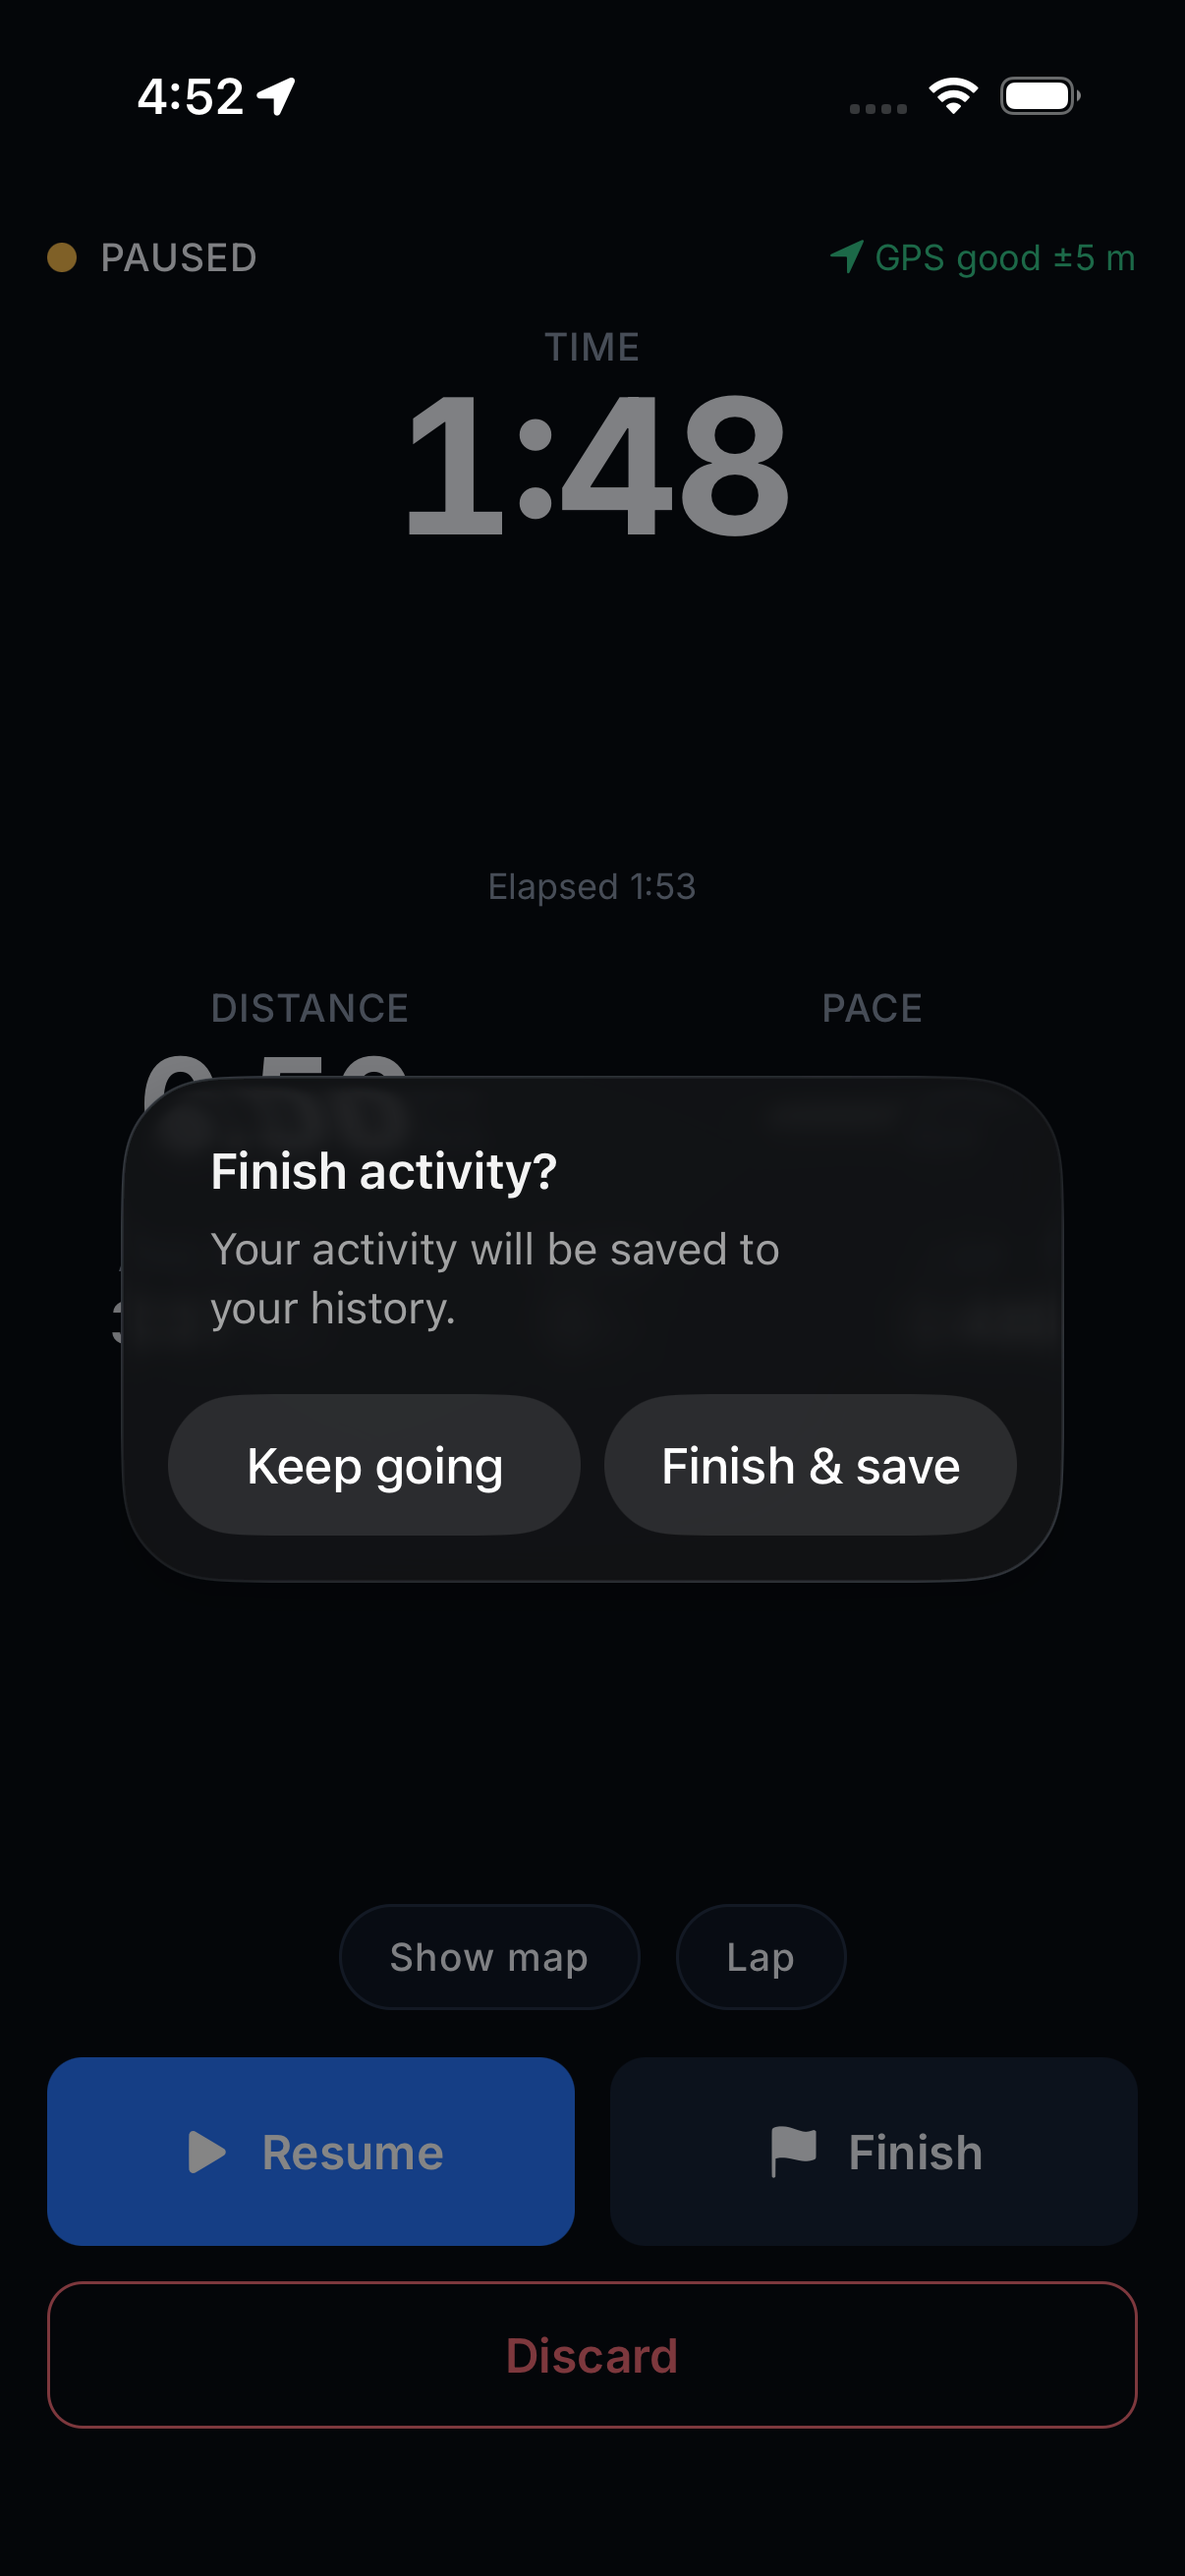 4:52
PAUSED
GPS good ±5 m
TIME
1:48
Elapsed 1:53
DISTANCE
PACE
Finish activity?
Your activity will be saved to
your history.
Keep going
Finish & save
Show map
Lap
Resume
Finish
Discard